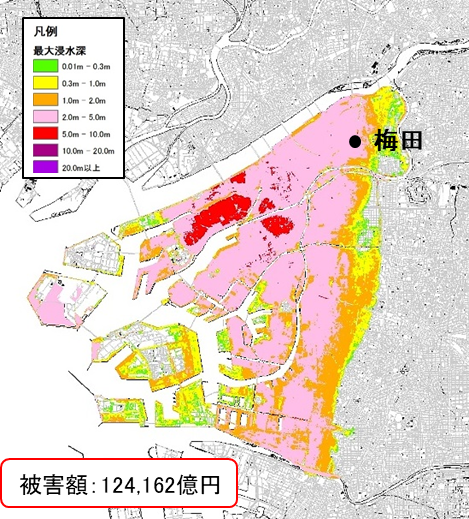 凡例
最大浸水深
0.01m - 0.3m
0.3m - 1.0m
1.0m - 2.0m
2.0m - 5.0m
5.0m - 10.0m
10.0m - 20.0m
20.0m以上
梅田
被害額:124,162億円